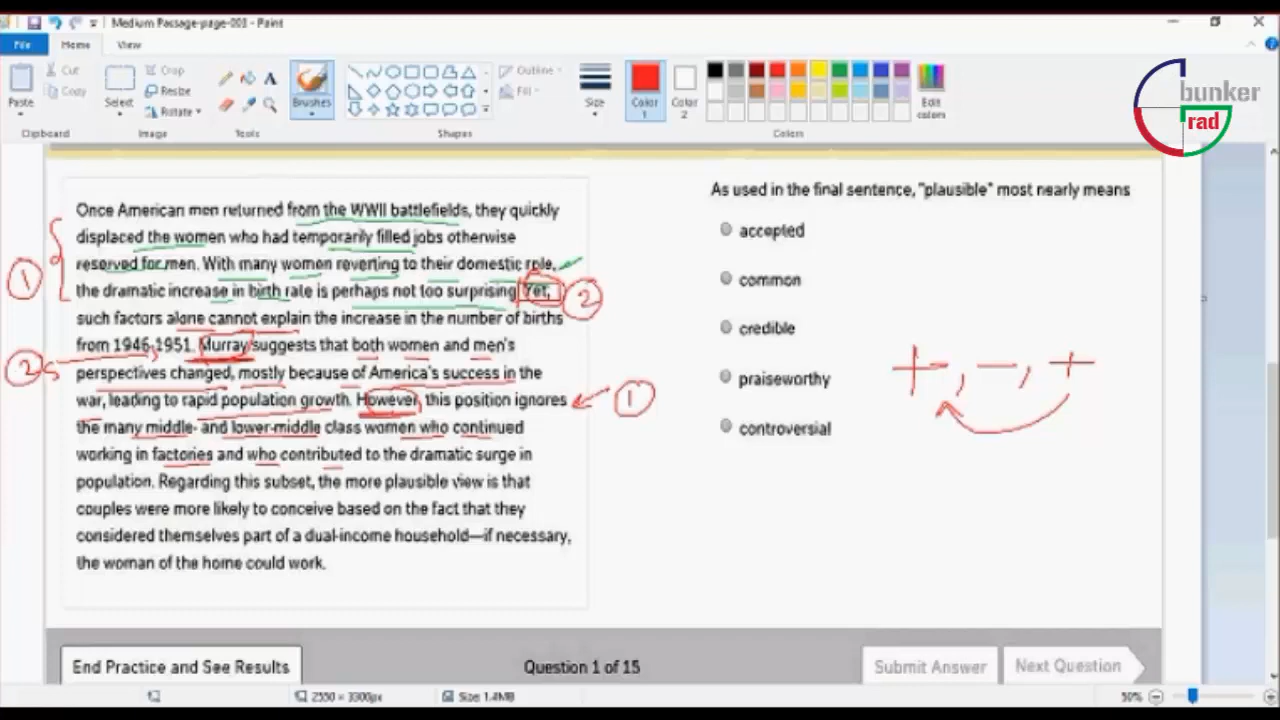 Medium Passage-page-001 - Paint
File
Home
View
Paste
Cut
Copy
Select
Crop
Resize
Rotate
A
Brushes
Outline
Fill
Size
Color 1
Color 2
Edit colors
Clipboard
Image
Tools
Shapes
Colors
bunker
grad
Once American men returned from the WWII battlefields, they quickly
displaced the women who had temporarily filled jobs otherwise
reserved for men. With many women reverting to their domestic role,
the dramatic increase in birth rate is perhaps not too surprising. Yet,
such factors alone cannot explain the increase in the number of births
from 1946-1951. Murray suggests that both women and men's
perspectives changed, mostly because of America's success in the
war, leading to rapid population growth. However, this position ignores
the many middle- and lower-middle class women who continued
working in factories and who contributed to the dramatic surge in
population. Regarding this subset, the more plausible view is that
couples were more likely to conceive based on the fact that they
considered themselves part of a dual-income household—if necessary,
the woman of the home could work.
1
2
2
1
As used in the final sentence, "plausible" most nearly means
accepted
common
credible
praiseworthy
controversial
+, −, +
End Practice and See Results
Question 1 of 15
Submit Answer
Next Question
2550 × 3300px
Size: 1.4MB
50%